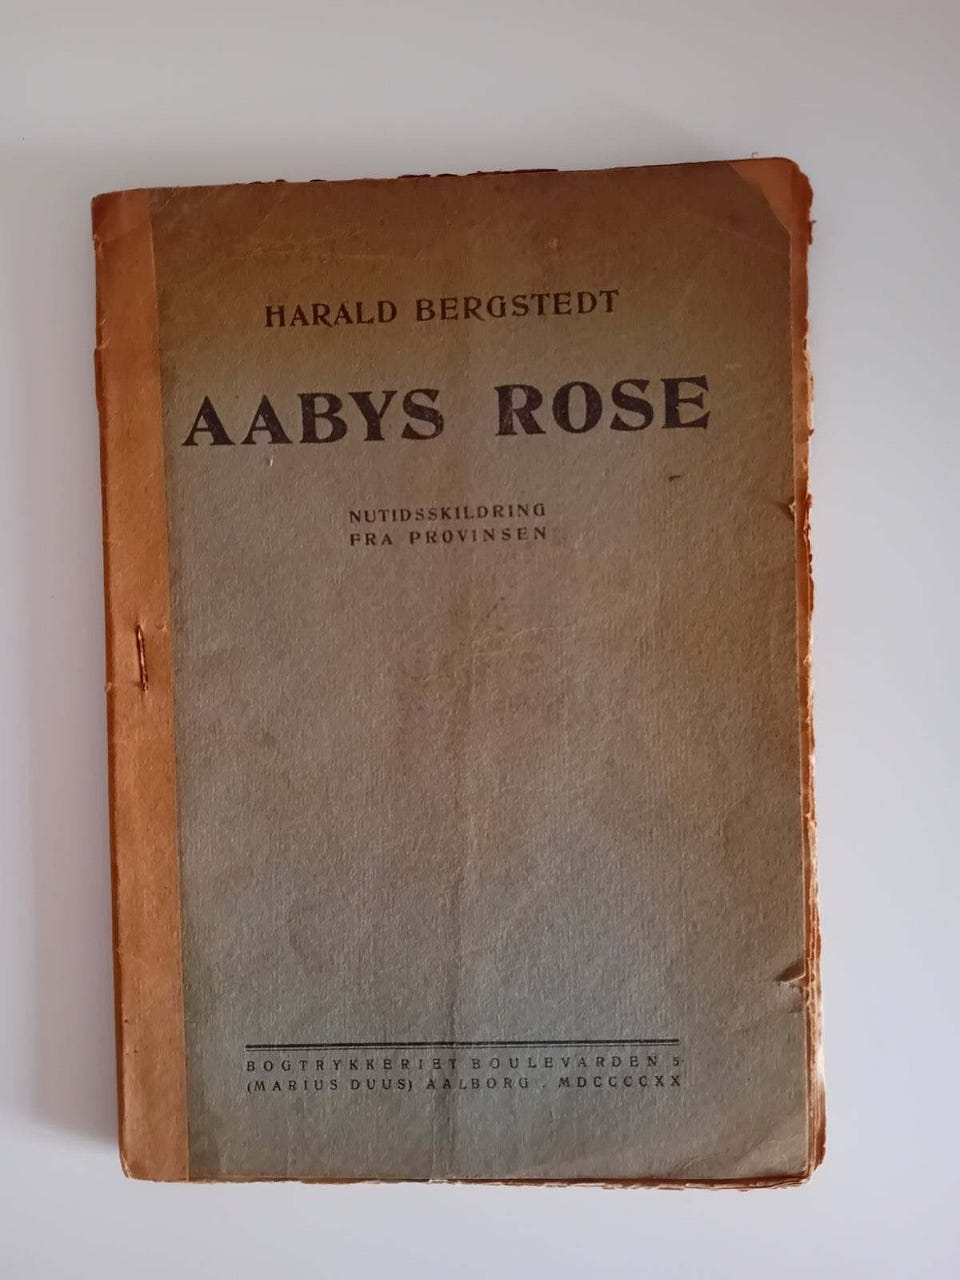 HARALD BERGSTEDT
AABYS ROSE
NUTIDSSKILDRING
FRA PROVINSEN
BOGTRYKKERIET BOULEVARDEN 5
(MARIUS DUUS) AALBORG . MDCCCCXX